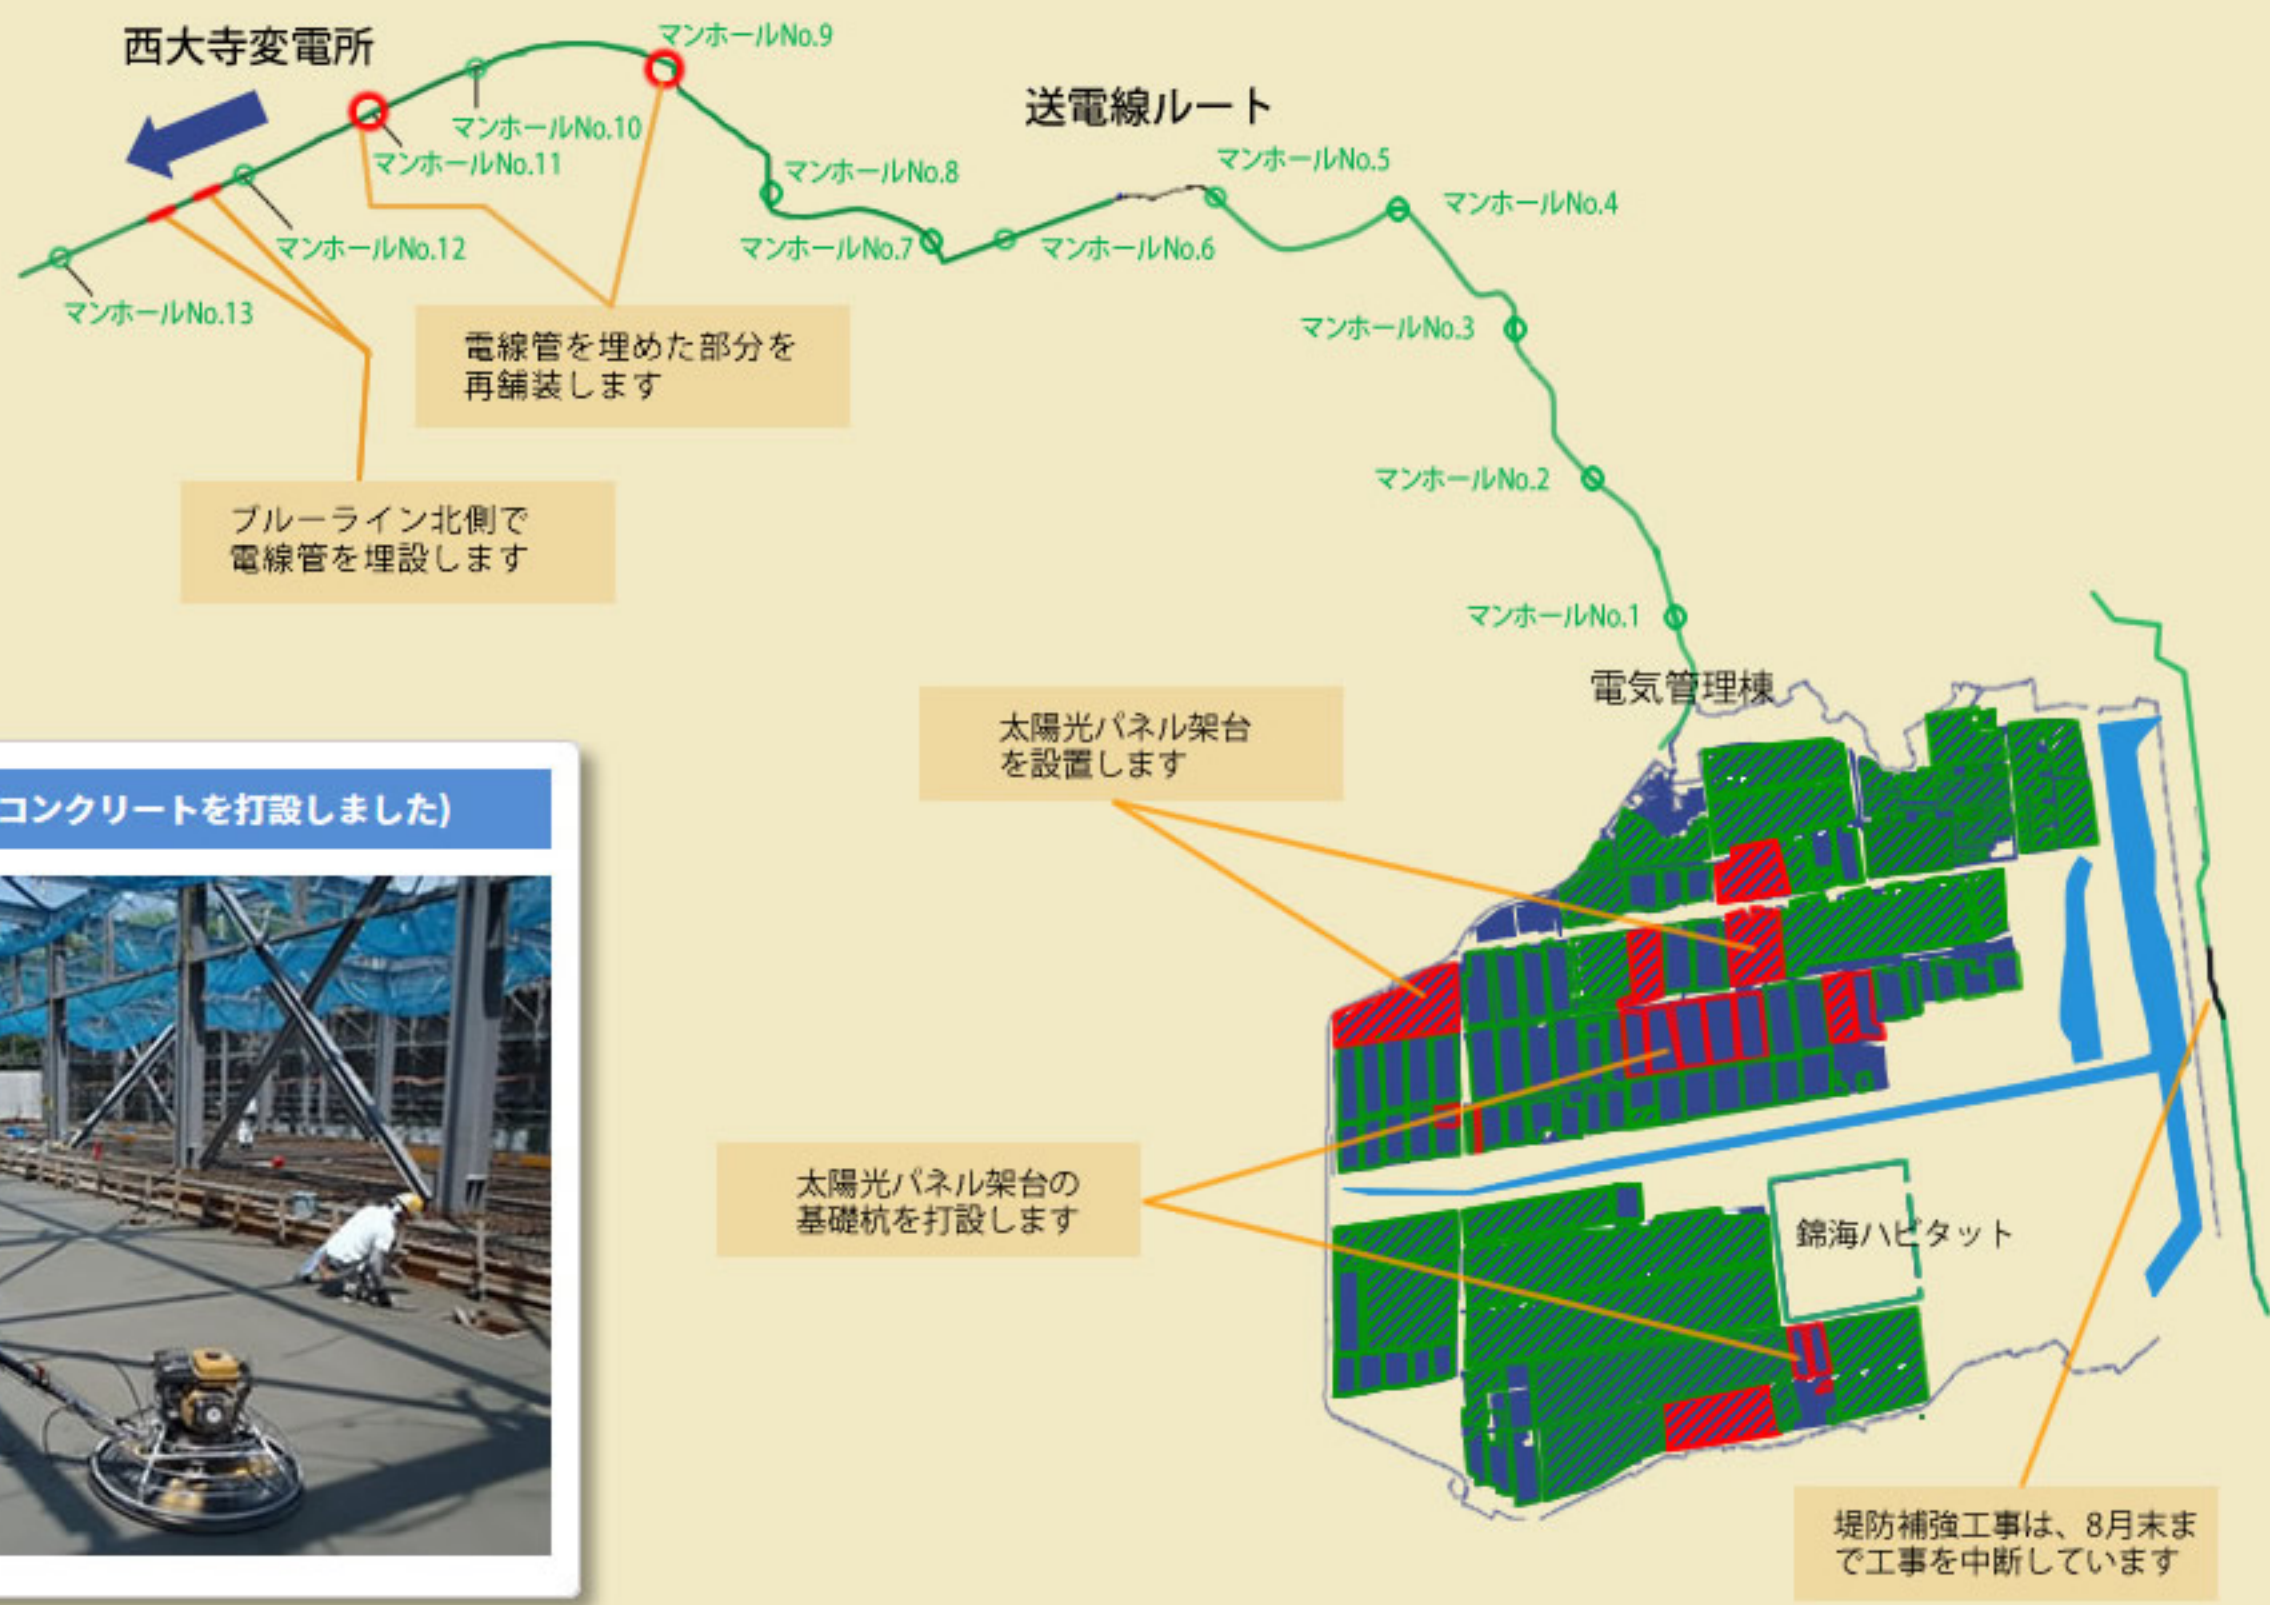 西大寺変電所
マンホールNo.9
送電線ルート
マンホールNo.10
マンホールNo.11
マンホールNo.5
マンホールNo.8
マンホールNo.4
マンホールNo.12
マンホールNo.7
マンホールNo.6
マンホールNo.13
マンホールNo.3
電線管を埋めた部分を
再舗装します
マンホールNo.2
ブルーライン北側で
電線管を埋設します
マンホールNo.1
電気管理棟
太陽光パネル架台
を設置します
コンクリートを打設しました)
太陽光パネル架台の
基礎杭を打設します
錦海ハビタット
堤防補強工事は、8月末ま
で工事を中断しています